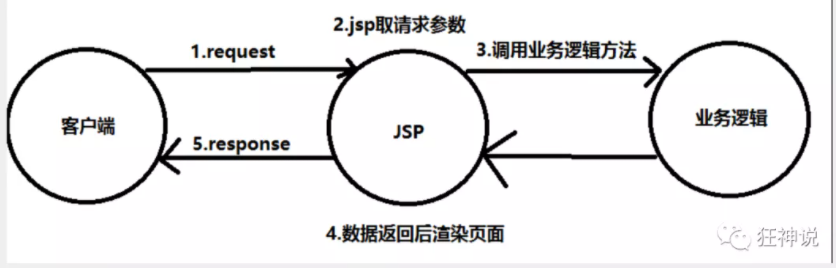 2.jsp取请求参数
1.request
3.调用业务逻辑方法
客户端
JSP
业务逻辑
5.response
4.数据返回后渲染页面
狂神说